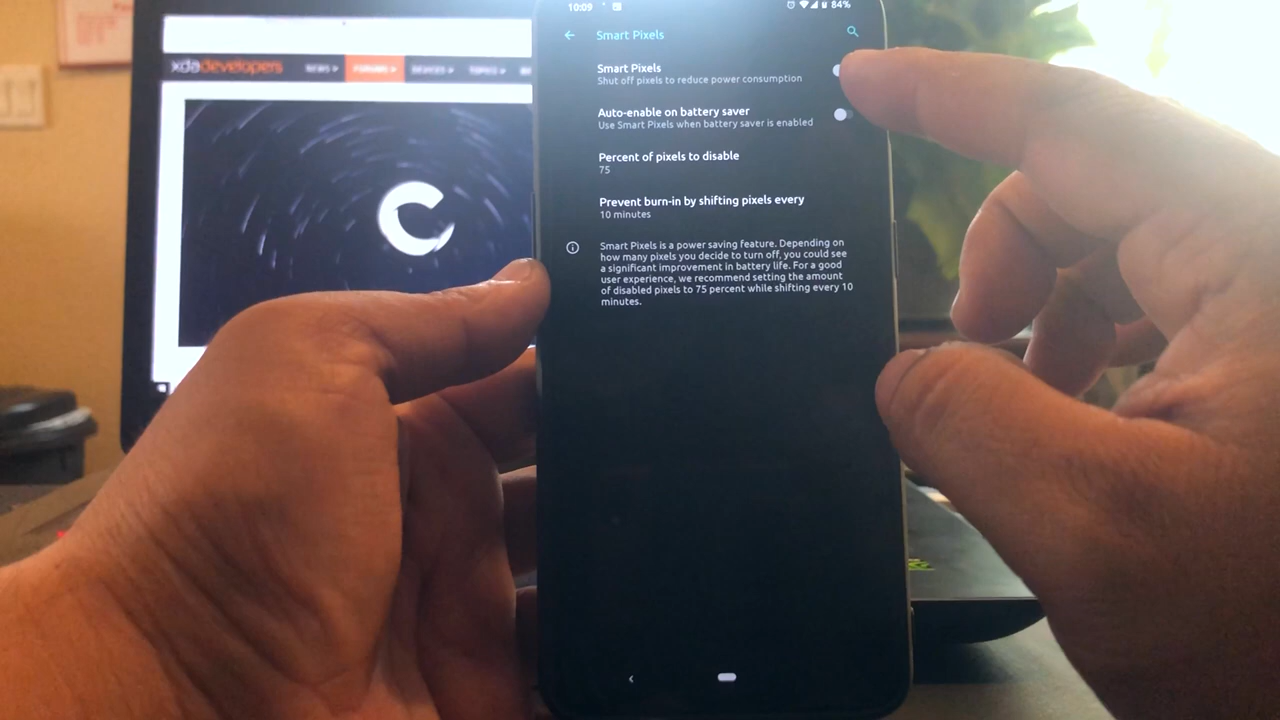 10:09
84%
Smart Pixels
Smart Pixels
Shut off pixels to reduce power consumption
Auto-enable on battery saver
Use Smart Pixels when battery saver is enabled
Percent of pixels to disable
75
Prevent burn-in by shifting pixels every
10 minutes
Smart Pixels is a power saving feature. Depending on
how many pixels you decide to turn off, you could see
a significant improvement in battery life. For a good
user experience, we recommend setting the amount
of disabled pixels to 75 percent while shifting every 10
minutes.
xdadevelopers
NEWS
FORUMS
DEVICES
TOPICS
C